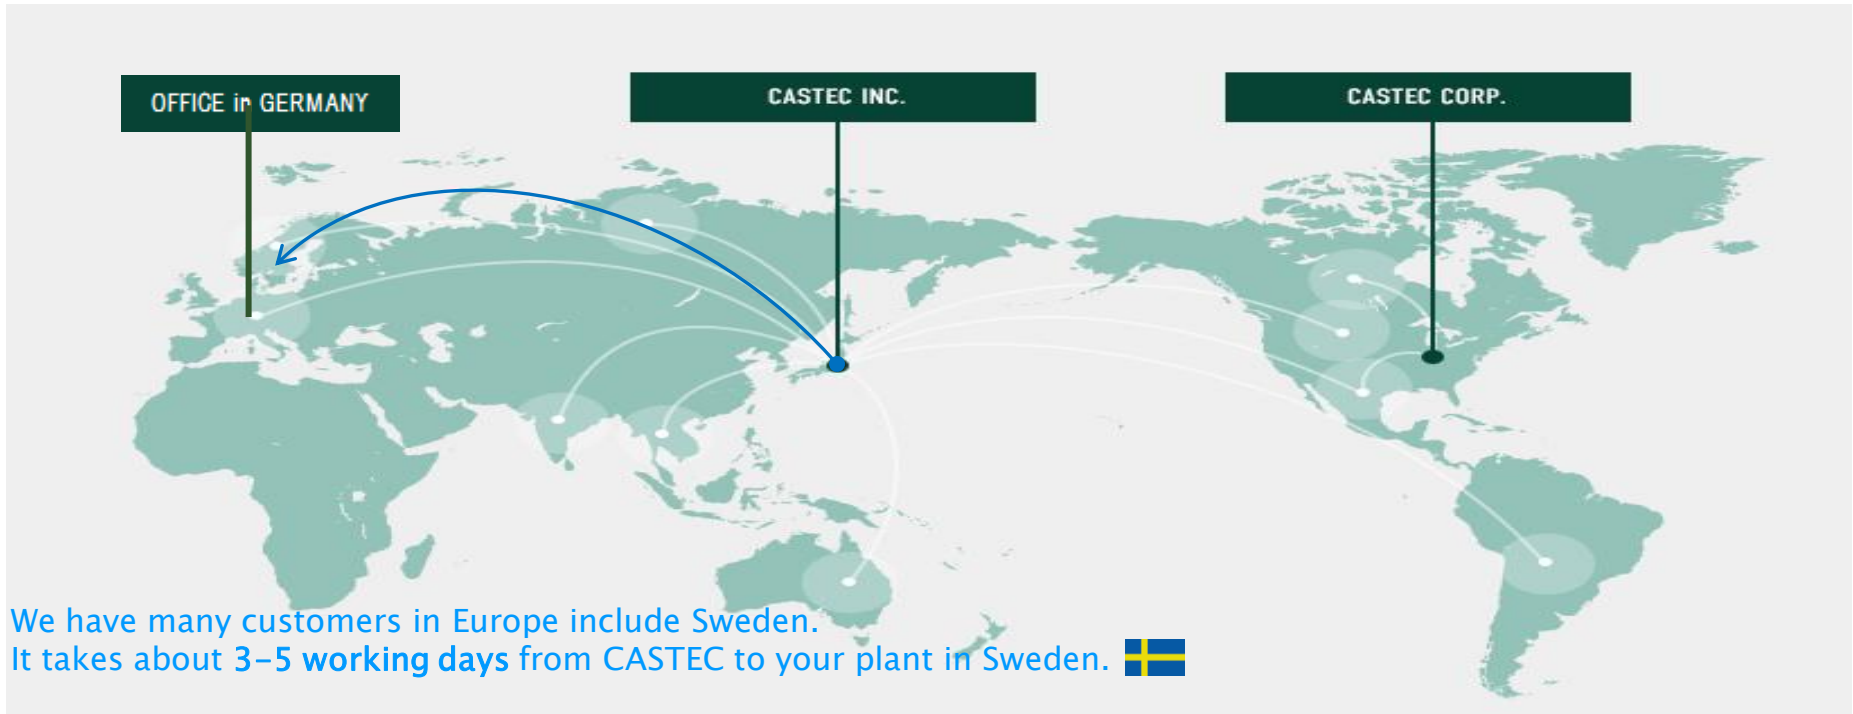 OFFICE in GERMANY
CASTEC INC.
CASTEC CORP.
We have many customers in Europe include Sweden.
It takes about 3-5 working days from CASTEC to your plant in Sweden.